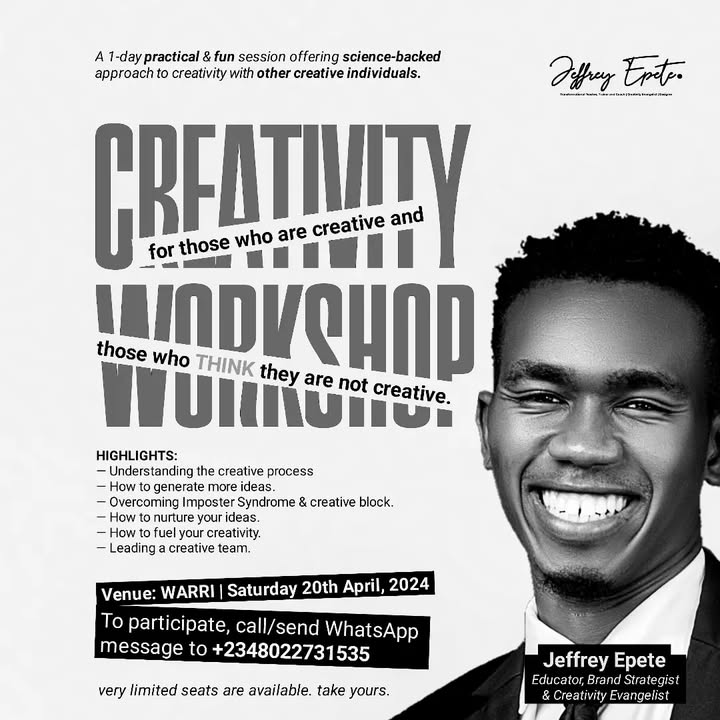 A 1-day practical & fun session offering science-backed
approach to creativity with other creative individuals.
Jeffrey Epete
CREATIVITY
for those who are creative and
WORKSHOP
those who THINK they are not creative.
HIGHLIGHTS:
— Understanding the creative process
— How to generate more ideas.
— Overcoming Imposter Syndrome & creative block.
— How to nurture your ideas.
— How to fuel your creativity.
— Leading a creative team.
Venue: WARRI | Saturday 20th April, 2024
To participate, call/send WhatsApp
message to +2348022731535
very limited seats are available. take yours.
Jeffrey Epete
Educator, Brand Strategist
& Creativity Evangelist